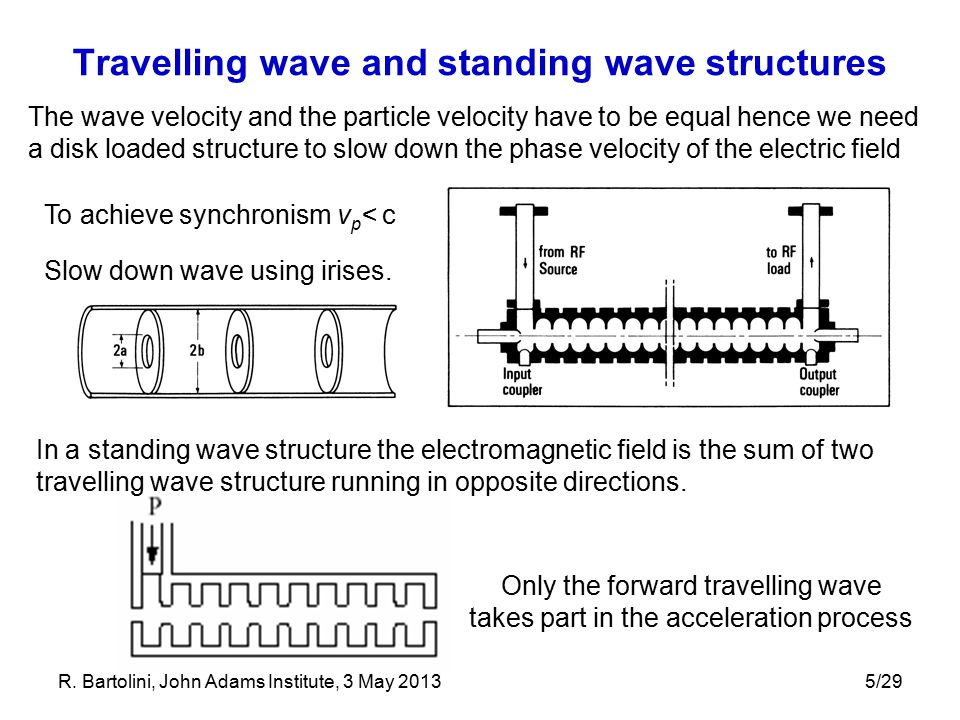 Travelling wave and standing wave structures
The wave velocity and the particle velocity have to be equal hence we need
a disk loaded structure to slow down the phase velocity of the electric field
To achieve synchronism vp< c
Slow down wave using irises.
2a
2b
from RF
Source
to RF
load
Input
coupler
Output
coupler
In a standing wave structure the electromagnetic field is the sum of two
travelling wave structure running in opposite directions.
P
Only the forward travelling wave
takes part in the acceleration process
R. Bartolini, John Adams Institute, 3 May 2013
5/29